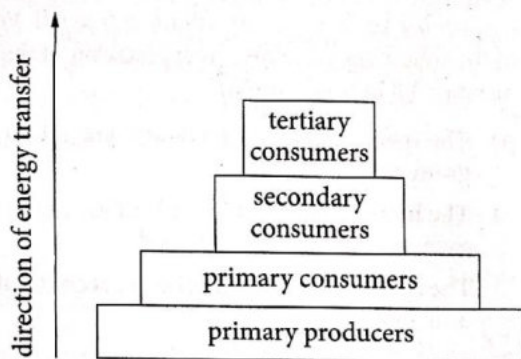 direction of energy transfer
tertiary
consumers
secondary
consumers
primary consumers
primary producers